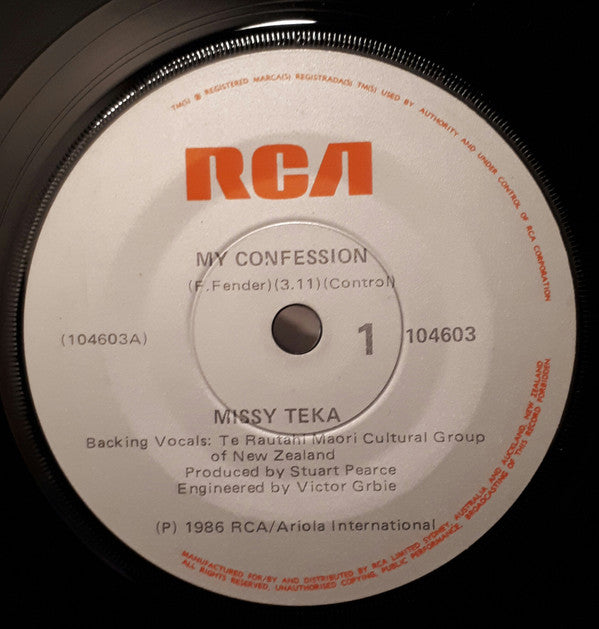 TM(S) ® REGISTERED MARCA(S) REGISTRADA(S) TM(S) USED BY AUTHORITY AND UNDER CONTROL OF RCA CORPORATION
RCA
MY CONFESSION
(F. Fender)(3.11)(Control)
(104603A)
1
104603
MISSY TEKA
Backing Vocals: Te Rautahi Maori Cultural Group
of New Zealand
Produced by Stuart Pearce
Engineered by Victor Grbie
(P) 1986 RCA/Ariola International
MANUFACTURED FOR/BY AND DISTRIBUTED BY RCA LIMITED SYDNEY, AUSTRALIA AND AUCKLAND, NEW ZEALAND
ALL RIGHTS RESERVED, UNAUTHORISED COPYING, PUBLIC PERFORMANCE, BROADCASTING OF THIS RECORD FORBIDDEN